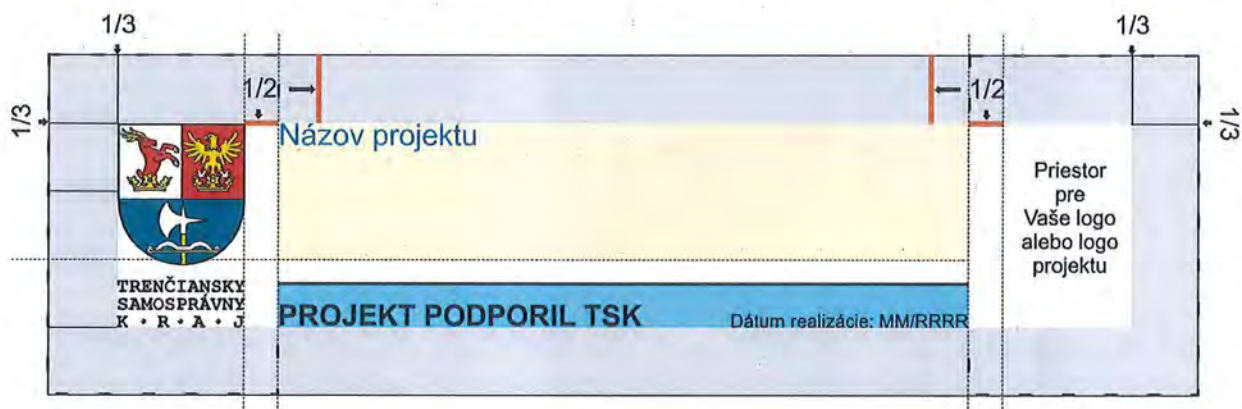 1/3
1/3
1/2
1/2
1/3
1/3
Názov projektu
Priestor
pre
Vaše logo
alebo logo
projektu
TRENČIANSKY
SAMOSPRÁVNY
K • R • A • J
PROJEKT PODPORIL TSK
Dátum realizácie: MM/RRRR